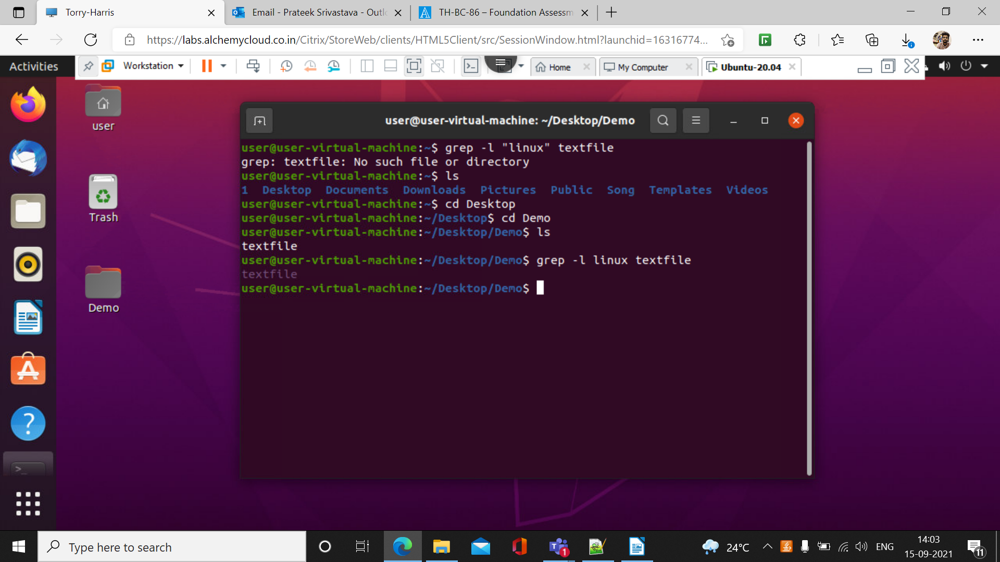 Torry-Harris
Email - Prateek Srivastava - Outlo
TH-BC-86 – Foundation Assessm
https://labs.alchemycloud.co.in/Citrix/StoreWeb/clients/HTML5Client/src/SessionWindow.html?launchid=16316774...
Activities
Workstation
Home
My Computer
Ubuntu-20.04
user
Trash
Demo
user@user-virtual-machine: ~/Desktop/Demo
user@user-virtual-machine:~$ grep -l "linux" textfile
grep: textfile: No such file or directory
user@user-virtual-machine:~$ ls
1 Desktop Documents Downloads Pictures Public Song Templates Videos
user@user-virtual-machine:~$ cd Desktop
user@user-virtual-machine:~/Desktop$ cd Demo
user@user-virtual-machine:~/Desktop/Demo$ ls
textfile
user@user-virtual-machine:~/Desktop/Demo$ grep -l linux textfile
textfile
user@user-virtual-machine:~/Desktop/Demo$
Type here to search
1
24°C
ENG
14:03
15-09-2021
11